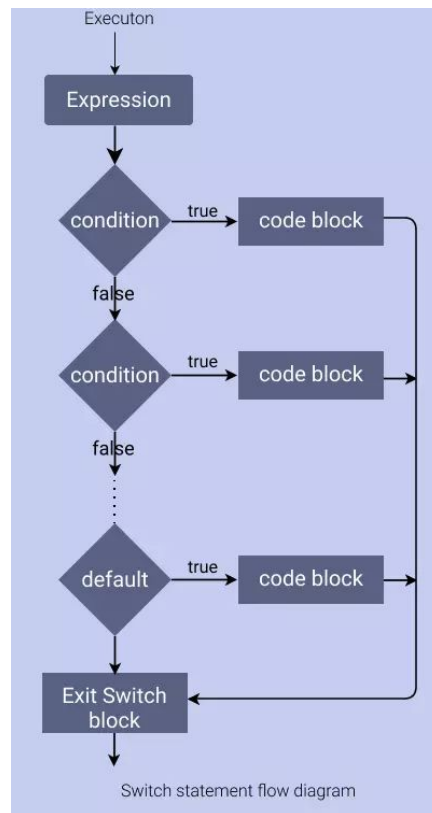 Executon
Expression
condition
true
code block
false
condition
true
code block
false
default
true
code block
Exit Switch
block
Switch statement flow diagram